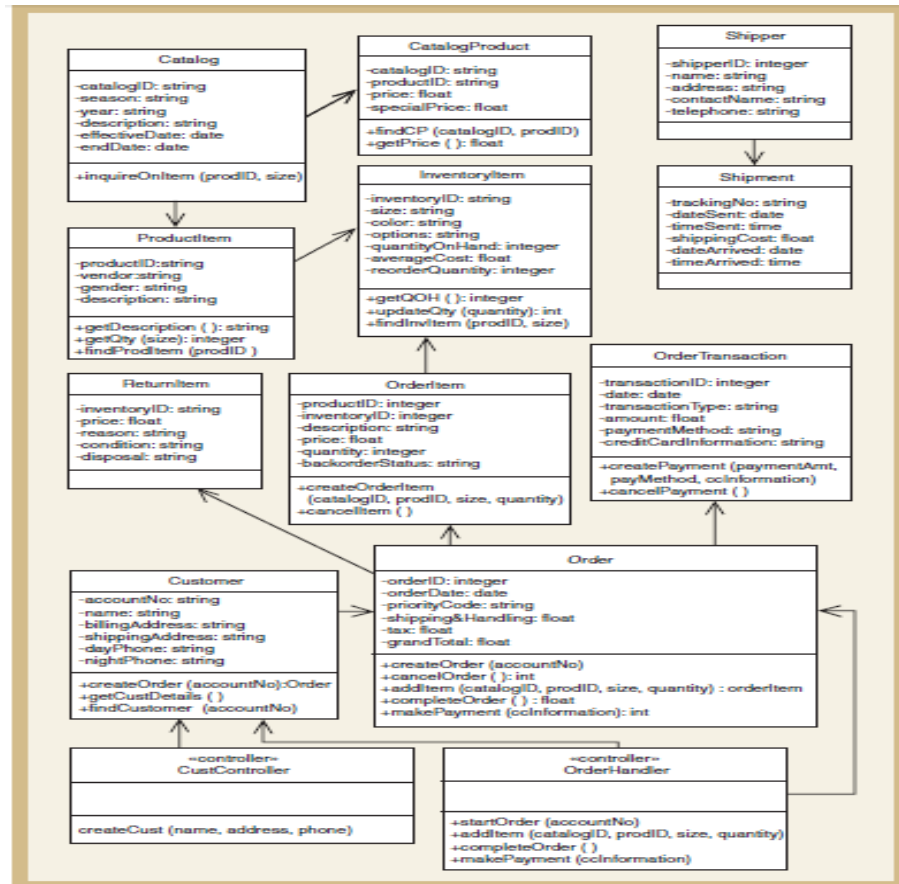 Catalog
-catalogID: string
-season: string
-year: string
-description: string
-effectiveDate: date
-endDate: date
+inquireOnItem (prodID, size)
CatalogProduct
-catalogID: string
-productID: string
-price: float
-specialPrice: float
+findCP (catalogID, prodID)
+getPrice ( ): float
Shipper
-shipperID: integer
-name: string
-address: string
-contactName: string
-telephone: string
ProductItem
-productID:string
-vendor:string
-gender: string
-description: string
+getDescription ( ): string
+getQty (size): integer
+findProdItem (prodID )
InventoryItem
-inventoryID: string
-size: string
-color: string
-options: string
-quantityOnHand: integer
-averageCost: float
-reorderQuantity: integer
+getQOH ( ): integer
+updateQty (quantity): int
+findInvItem (prodID, size)
Shipment
-trackingNo: string
-dateSent: date
-timeSent: time
-shippingCost: float
-dateArrived: date
-timeArrived: time
ReturnItem
-inventoryID: string
-price: float
-reason: string
-condition: string
-disposal: string
OrderItem
-productID: integer
-inventoryID: integer
-description: string
-price: float
-quantity: integer
-backorderStatus: string
+createOrderItem
(catalogID, prodID, size, quantity)
+cancelItem ( )
OrderTransaction
-transactionID: integer
-date: date
-transactionType: string
-amount: float
-paymentMethod: string
-creditCardInformation: string
+createPayment (paymentAmt,
payMethod, ccInformation)
+cancelPayment ( )
Customer
-accountNo: string
-name: string
-billingAddress: string
-shippingAddress: string
-dayPhone: string
-nightPhone: string
+createOrder (accountNo):Order
+getCustDetails ( )
+findCustomer (accountNo)
Order
-orderID: integer
-orderDate: date
-priorityCode: string
-shipping&Handling: float
-tax: float
-grandTotal: float
+createOrder (accountNo)
+cancelOrder ( ): int
+addItem (catalogID, prodID, size, quantity) : orderItem
+completeOrder ( ) : float
+makePayment (ccInformation): int
«controller»
CustController
createCust (name, address, phone)
«controller»
OrderHandler
+startOrder (accountNo)
+addItem (catalogID, prodID, size, quantity)
+completeOrder ( )
+makePayment (ccInformation)